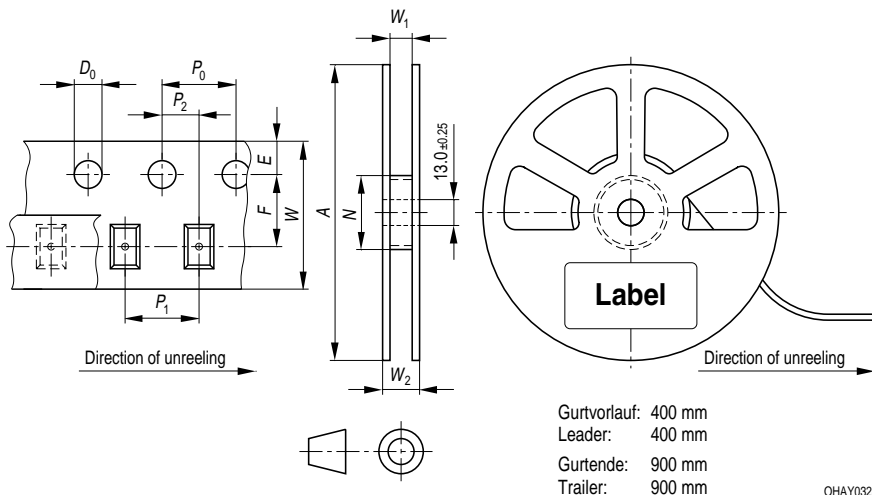 W1
D0
P0
P2
E
F
W
A
N
13.0±0.25
Label
P1
W2
Direction of unreeling
Direction of unreeling
Gurtvorlauf: 400 mm
Leader: 400 mm
Gurtende: 900 mm
Trailer: 900 mm
OHAY0324